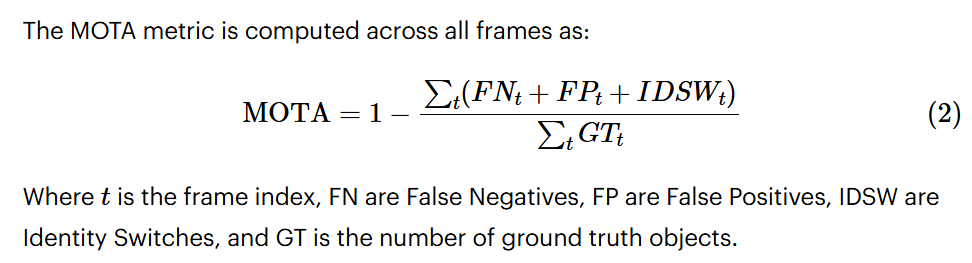 The MOTA metric is computed across all frames as:
MOTA = 1 − ∑ₜ(FNₜ + FPₜ + IDSWₜ) / ∑ₜ GTₜ (2)
Where t is the frame index, FN are False Negatives, FP are False Positives, IDSW are
Identity Switches, and GT is the number of ground truth objects.